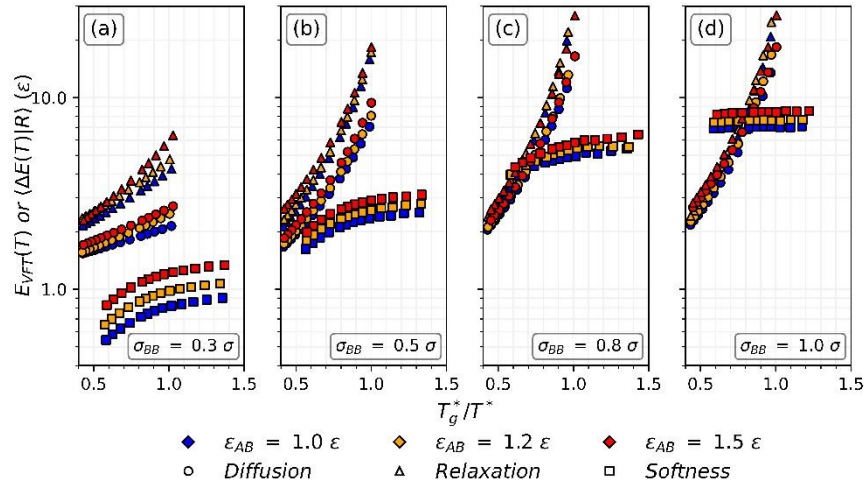 (a) (b) (c) (d)
E_VFT(T) or ⟨ΔE(T)|R⟩ (ε)
10.0
1.0
σ_BB = 0.3 σ σ_BB = 0.5 σ σ_BB = 0.8 σ σ_BB = 1.0 σ
0.5 1.0 1.5 0.5 1.0 1.5 0.5 1.0 1.5 0.5 1.0 1.5
T_g^*/T^*
ε_AB = 1.0 ε ε_AB = 1.2 ε ε_AB = 1.5 ε
Diffusion Relaxation Softness